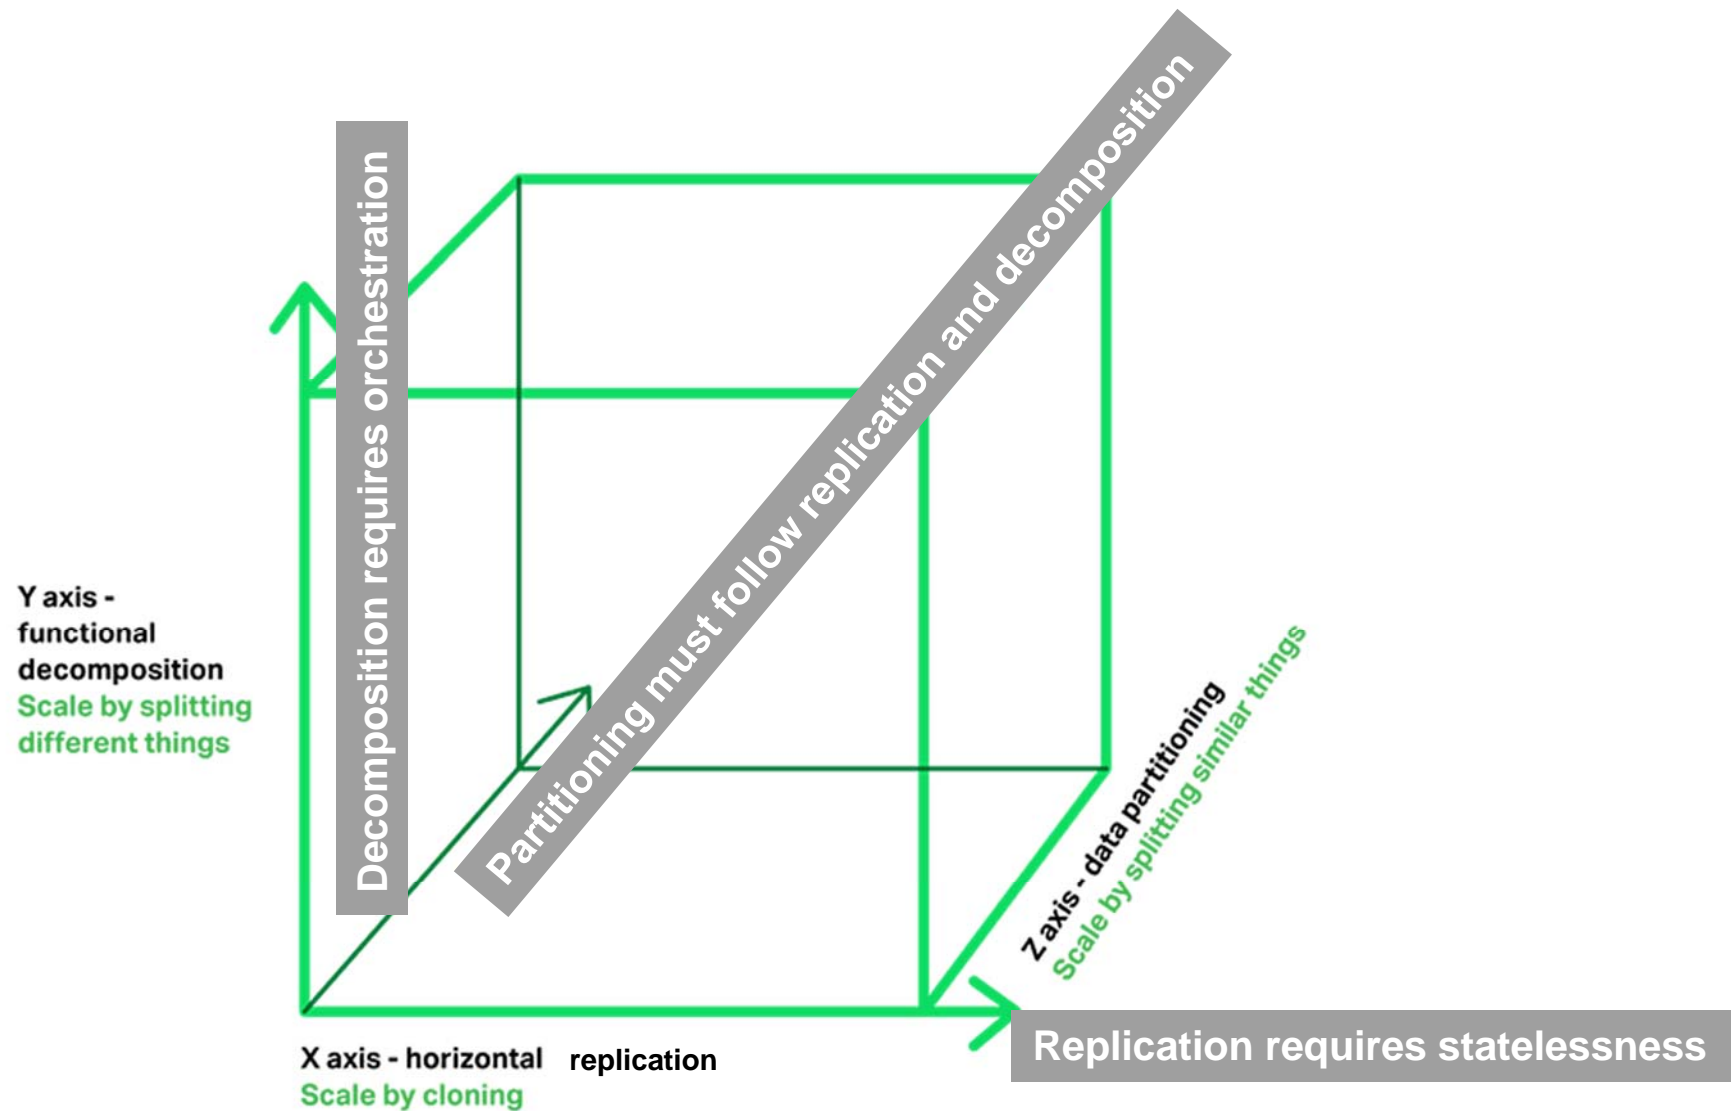 Decomposition requires orchestration
Partitioning must follow replication and decomposition
Y axis -
functional
decomposition
Scale by splitting
different things
Z axis - data partitioning
Scale by splitting similar things
Replication requires statelessness
X axis - horizontal replication
Scale by cloning